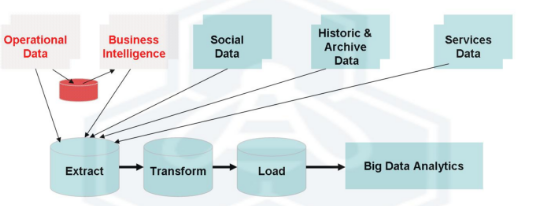 Operational
Data
Business
Intelligence
Social
Data
Historic &
Archive
Data
Services
Data
Extract
Transform
Load
Big Data Analytics